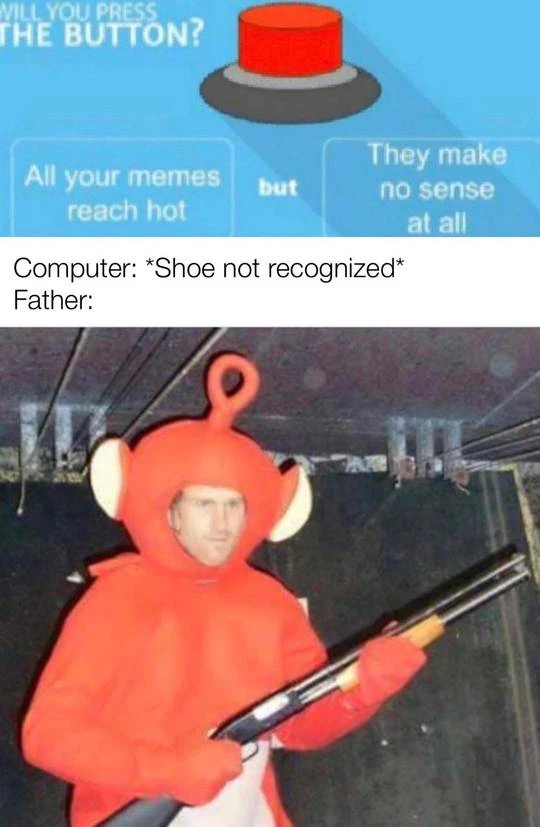 WILL YOU PRESS
THE BUTTON?
All your memes
reach hot
but
They make
no sense
at all
Computer: *Shoe not recognized*
Father: